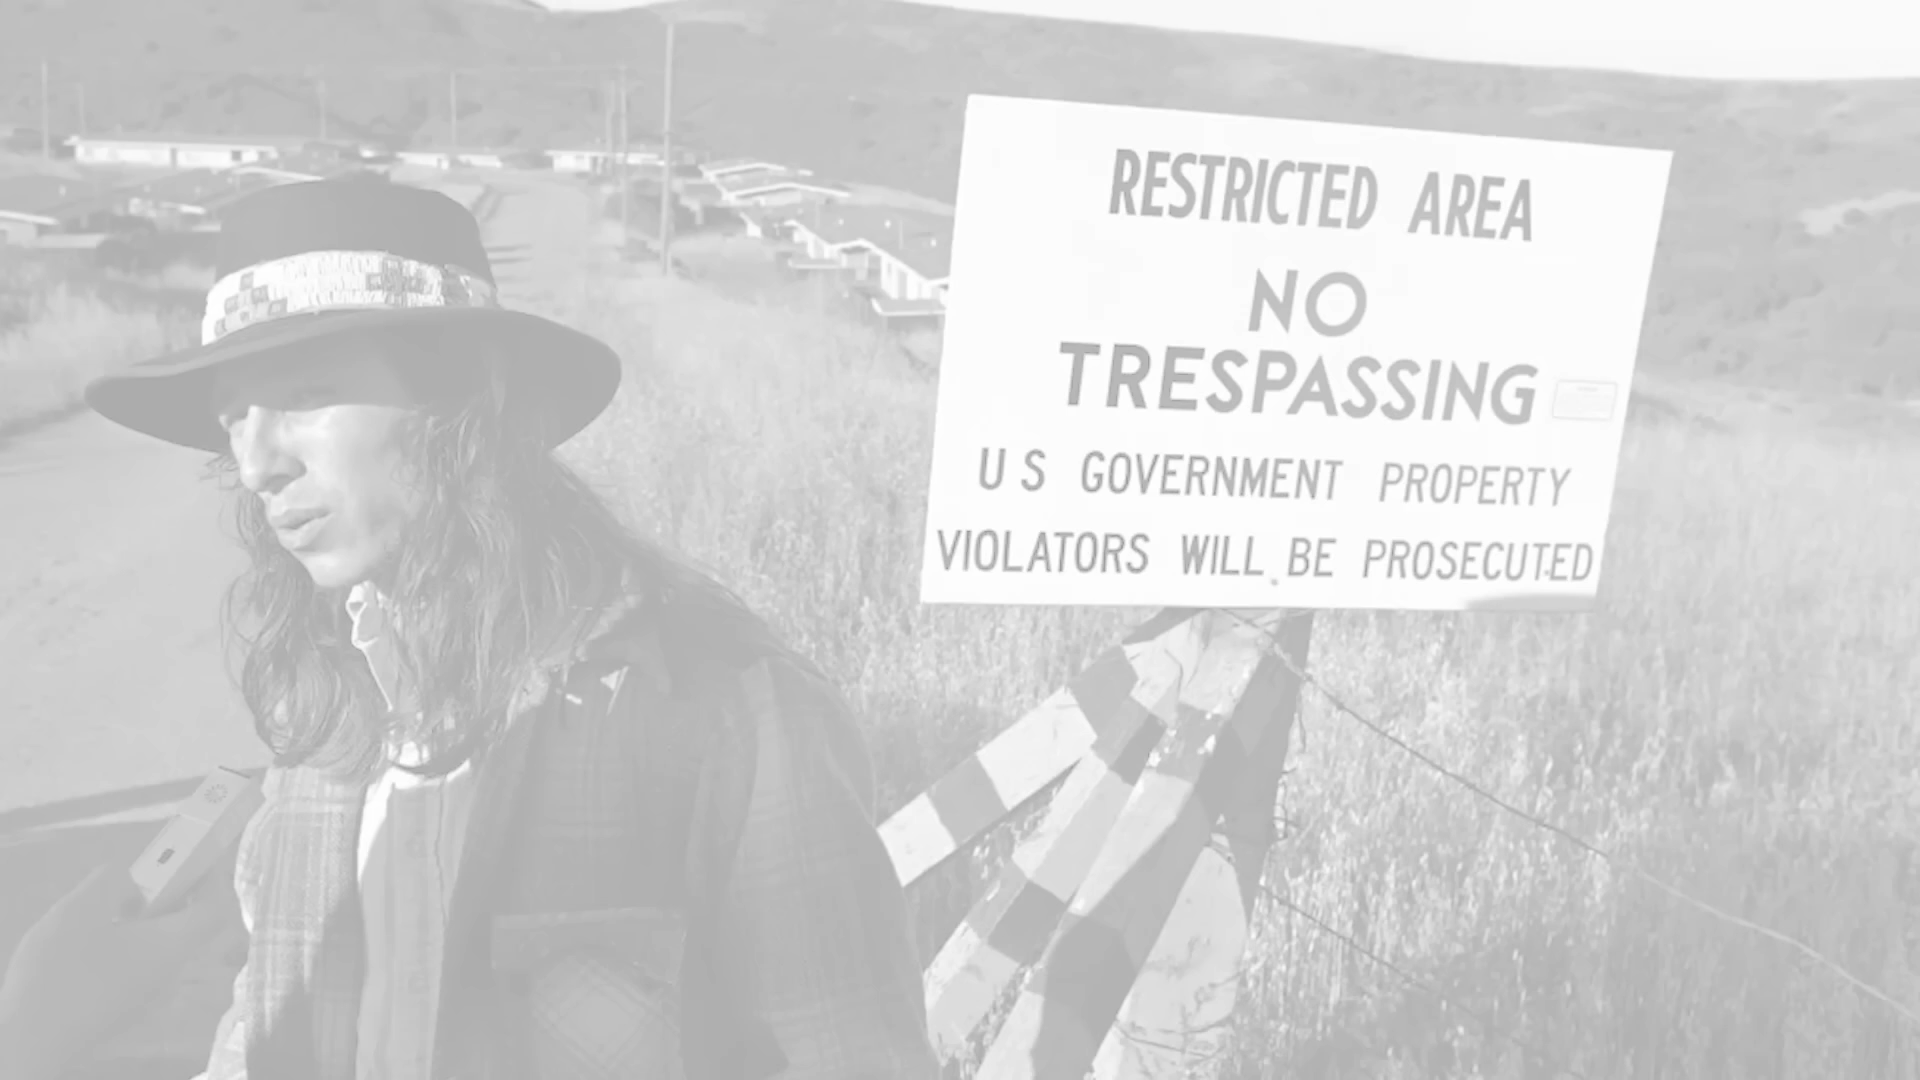 RESTRICTED AREA
NO
TRESPASSING
U S GOVERNMENT PROPERTY
VIOLATORS WILL BE PROSECUTED